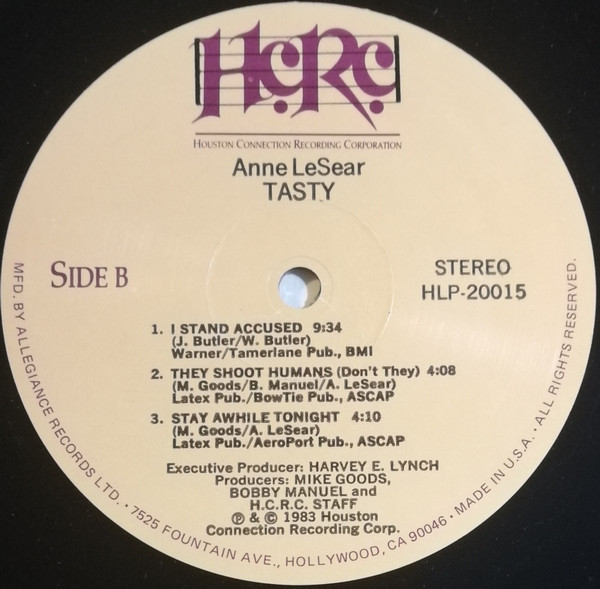 HCRC
HOUSTON CONNECTION RECORDING CORPORATION
Anne LeSear
TASTY
SIDE B
STEREO
HLP-20015
1. I STAND ACCUSED 9:34
(J. Butler/W. Butler)
Warner/Tamerlane Pub., BMI
2. THEY SHOOT HUMANS (Don't They) 4:08
(M. Goods/B. Manuel/A. LeSear)
Latex Pub./BowTie Pub., ASCAP
3. STAY AWHILE TONIGHT 4:10
(M. Goods/A. LeSear)
Latex Pub./AeroPort Pub., ASCAP
Executive Producer: HARVEY E. LYNCH
Producers: MIKE GOODS,
BOBBY MANUEL and
H.C.R.C. STAFF
℗ & © 1983 Houston
Connection Recording Corp.
MFD. BY ALLEGIANCE RECORDS LTD. • 7525 FOUNTAIN AVE., HOLLYWOOD, CA 90046 • MADE IN U.S.A. • ALL RIGHTS RESERVED.